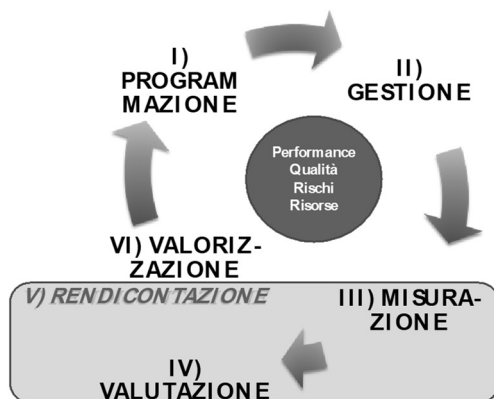 I)
PROGRAM
MAZIONE
II)
GESTIONE
Performance
Qualità
Rischi
Risorse
VI) VALORIZ-
ZAZIONE
V) RENDICONTAZIONE
III) MISURA-
ZIONE
IV)
VALUTAZIONE